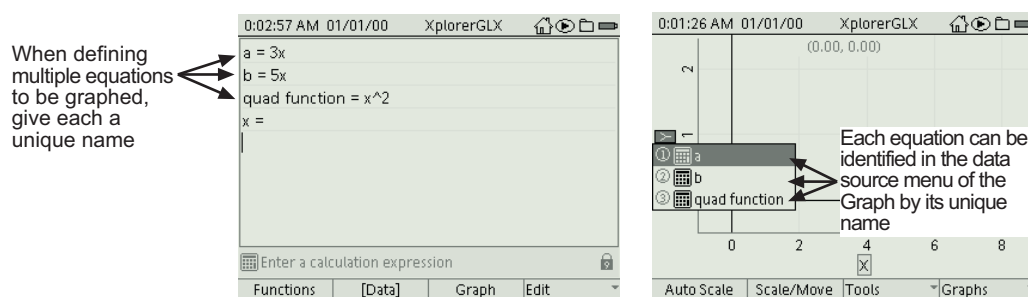 When defining
multiple equations
to be graphed,
give each a
unique name
0:02:57 AM 01/01/00 XplorerGLX
a = 3x
b = 5x
quad function = x^2
x =
Enter a calculation expression
Functions [Data] Graph Edit
0:01:26 AM 01/01/00 XplorerGLX
(0.00, 0.00)
2
1
Y
1 a
2 b
3 quad function
Each equation can be
identified in the data
source menu of the
Graph by its unique
name
0 2 4 6 8
X
Auto Scale Scale/Move Tools Graphs